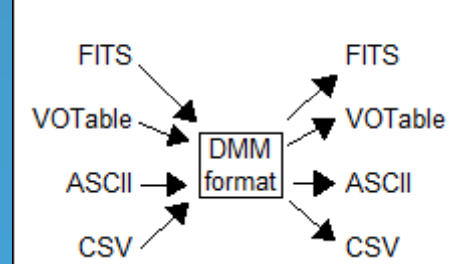 FITS
FITS
VOTable
VOTable
DMM
format
ASCII
ASCII
CSV
CSV